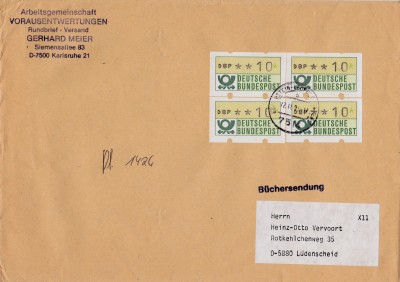 Arbeitsgemeinschaft
VORAUSENTWERTUNGEN
Rundbrief - Versand
GERHARD MEIER
Siemensallee 83
D-7500 Karlsruhe 21
DBP ** 10
DEUTSCHE
BUNDESPOST
DBP ** 10
DEUTSCHE
BUNDESPOST
DBP ** 10
DEUTSCHE
BUNDESPOST
DBP ** 10
DEUTSCHE
BUNDESPOST
1426
Büchersendung
Herrn X11
Heinz-Otto Vervoort
Rotkehlchenweg 35
D-5880 Lüdenscheid